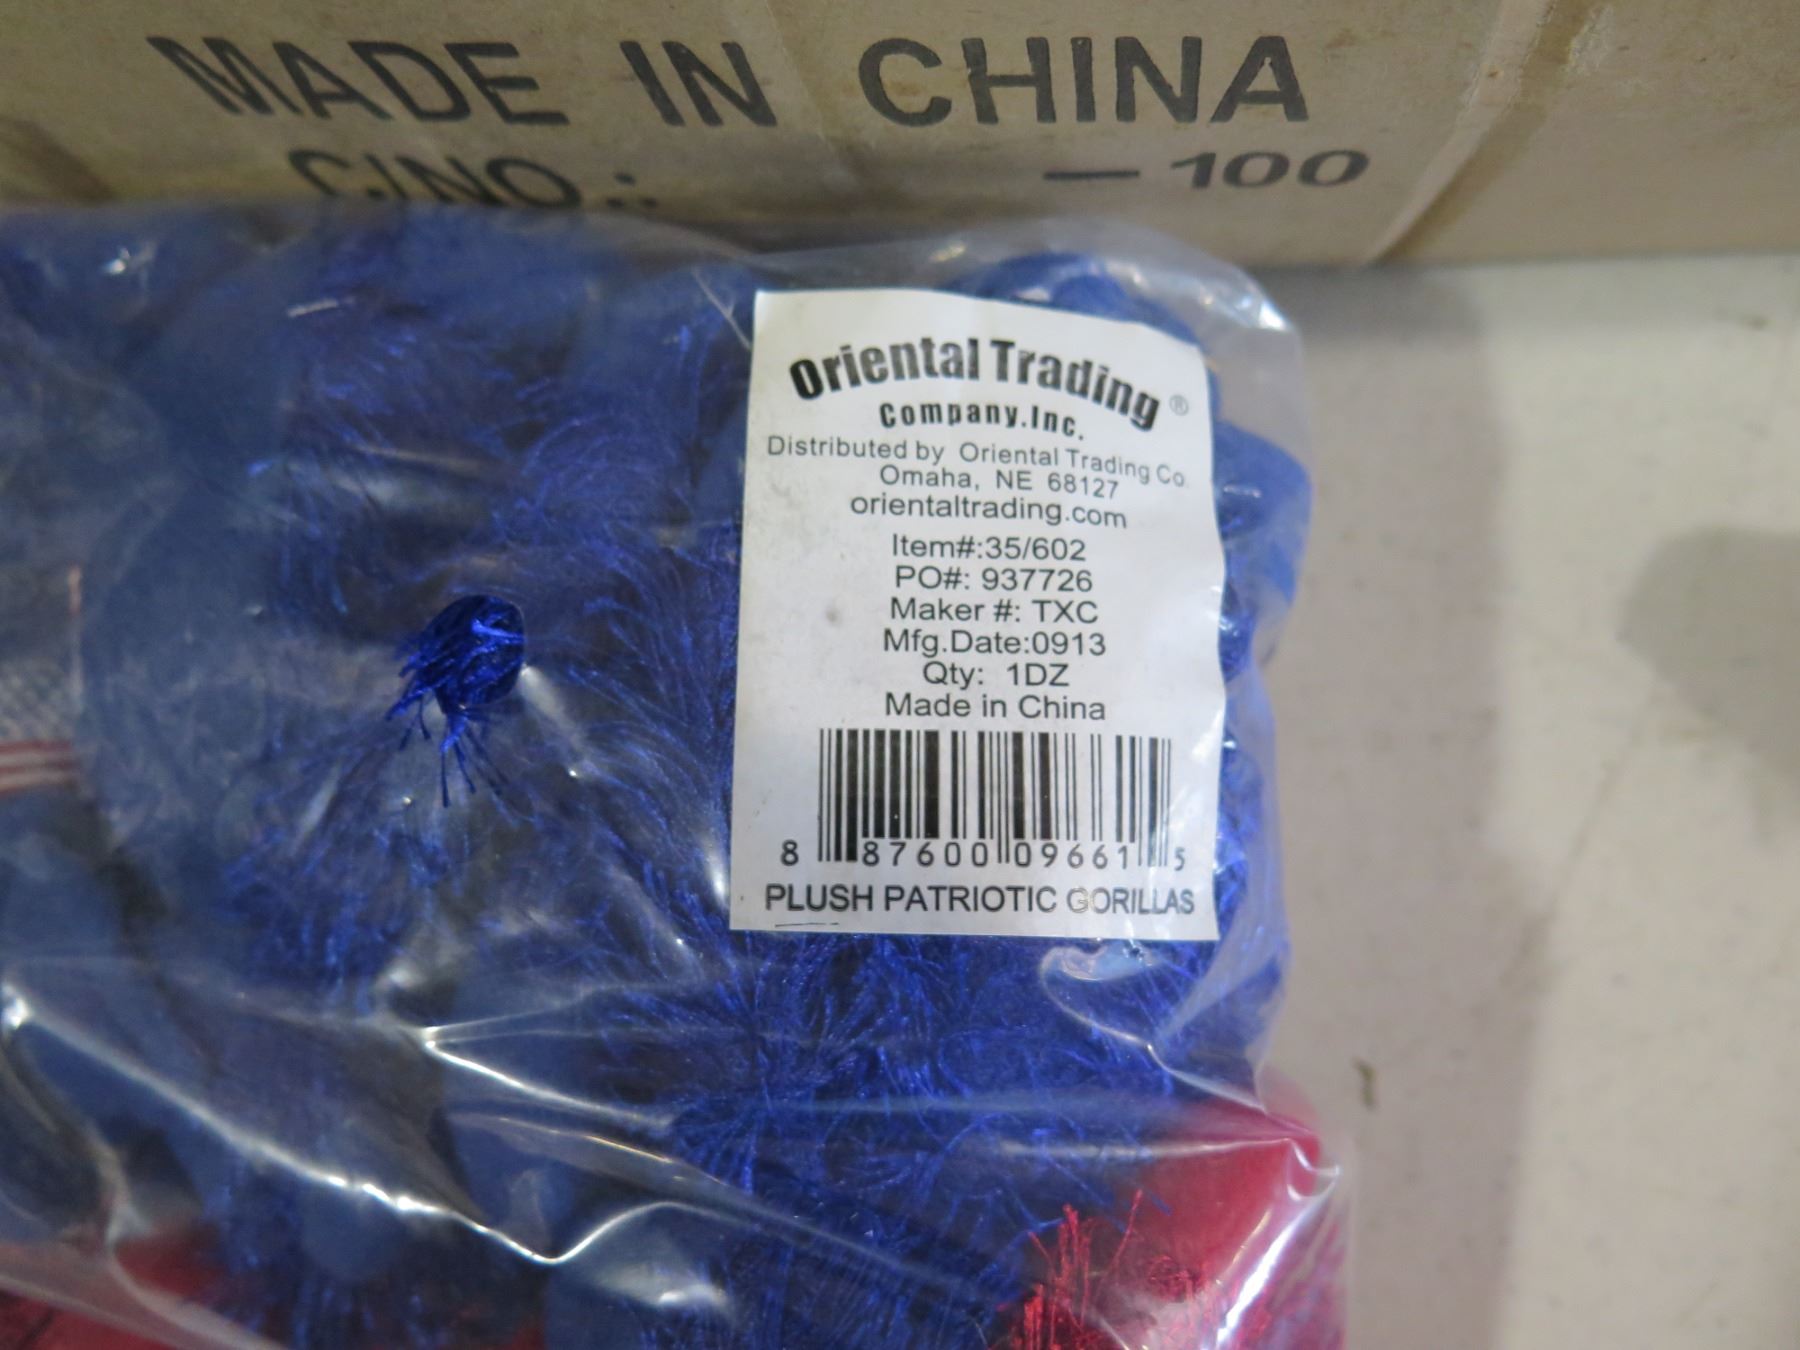 MADE IN CHINA
C/NO.: —100
Oriental Trading ®
Company.Inc.
Distributed by Oriental Trading Co.
Omaha, NE 68127
orientaltrading.com
Item#:35/602
PO#: 937726
Maker #: TXC
Mfg.Date:0913
Qty: 1DZ
Made in China
8 87600 09661 5
PLUSH PATRIOTIC GORILLAS